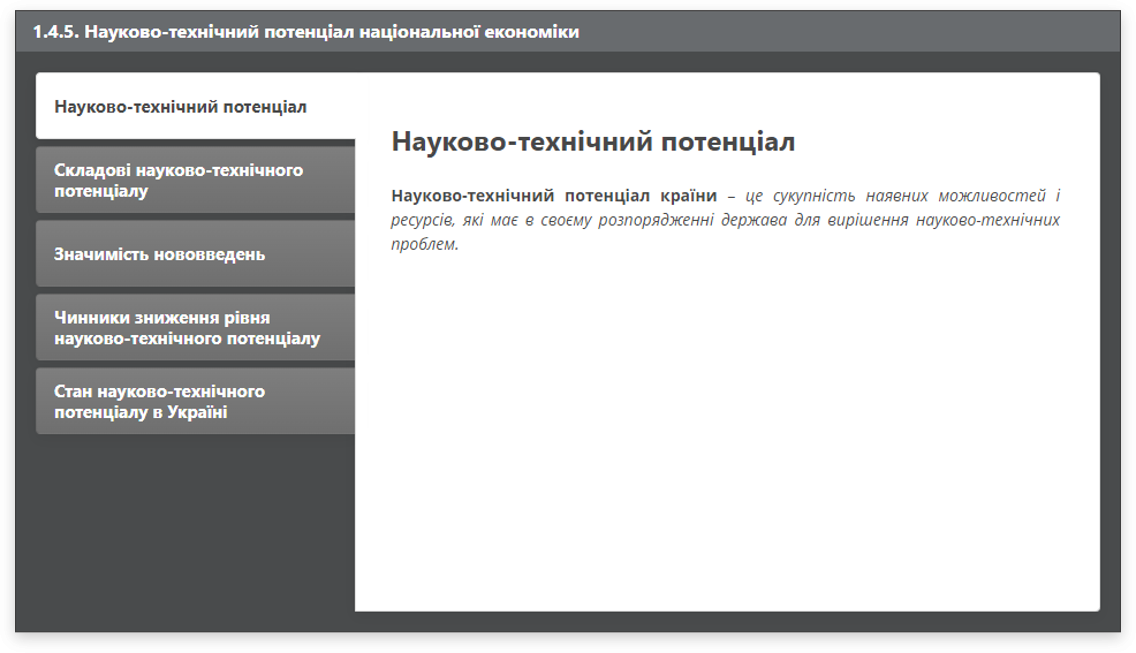 1.4.5. Науково-технічний потенціал національної економіки
Науково-технічний потенціал
Складові науково-технічного
потенціалу
Значимість нововведень
Чинники зниження рівня
науково-технічного потенціалу
Стан науково-технічного
потенціалу в Україні
Науково-технічний потенціал
Науково-технічний потенціал країни – це сукупність наявних можливостей і
ресурсів, які має в своєму розпорядженні держава для вирішення науково-технічних
проблем.